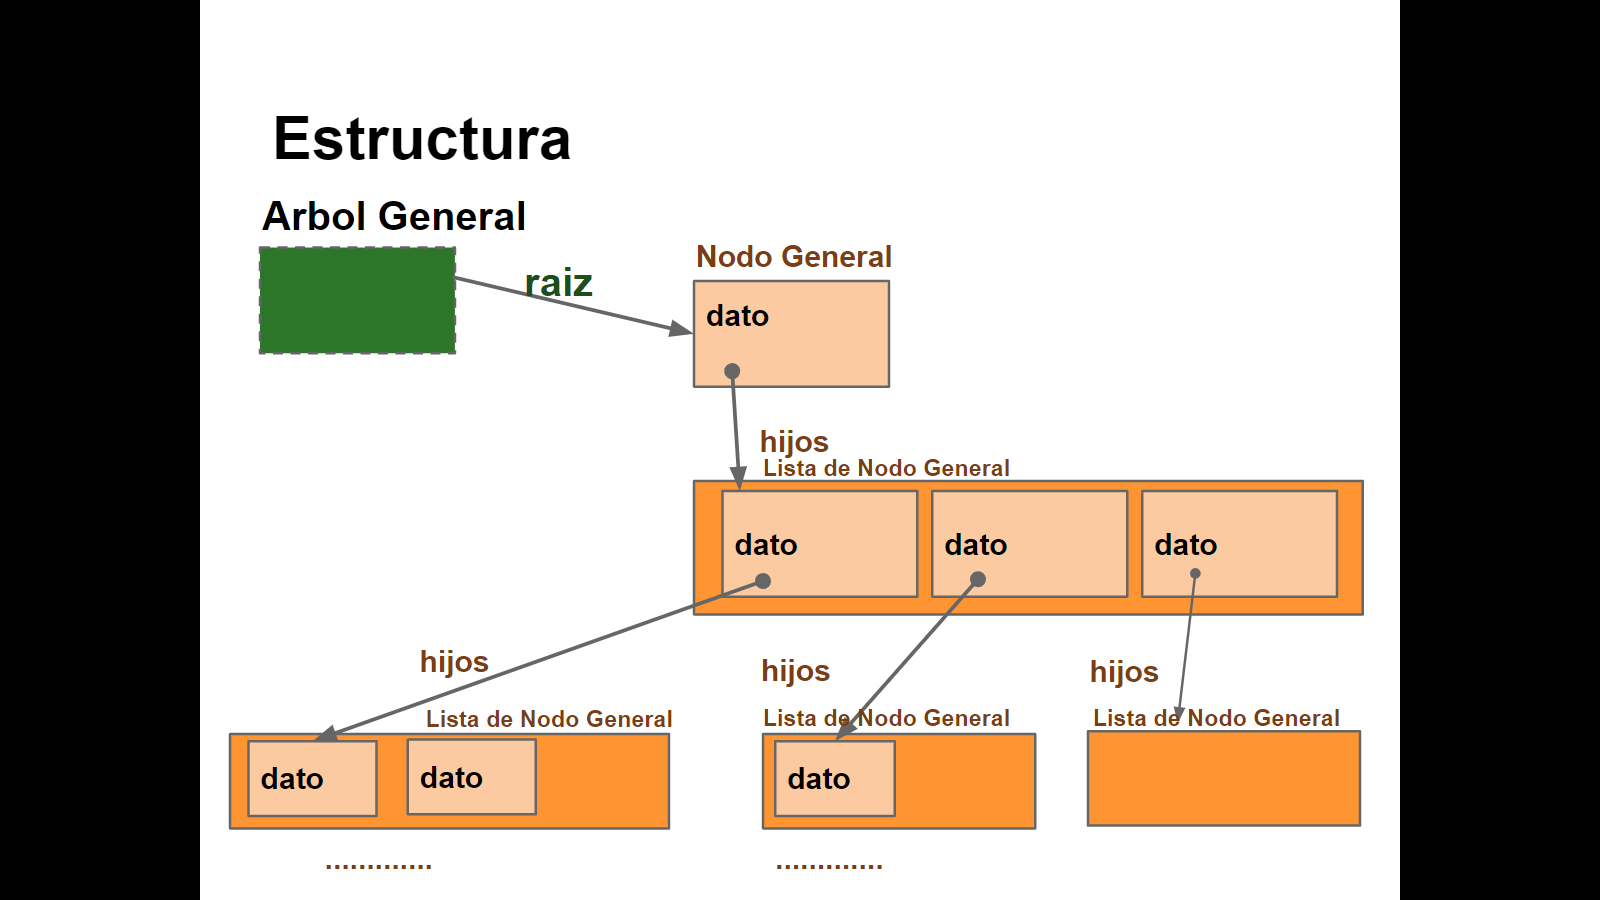 Estructura
Arbol General
Nodo General
raiz
dato
hijos
Lista de Nodo General
dato dato dato
hijos hijos hijos
Lista de Nodo General Lista de Nodo General Lista de Nodo General
dato dato dato
............. .............